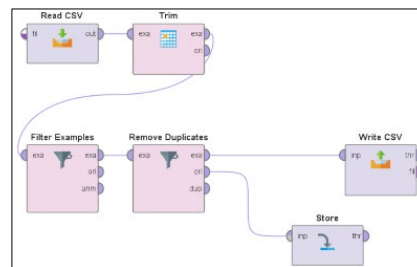 Read CSV
fil
out
Trim
exa
exa
ori
Filter Examples
exa
exa
ori
unm
Remove Duplicates
exa
exa
ori
dup
Write CSV
inp
thr
fil
Store
inp
thr